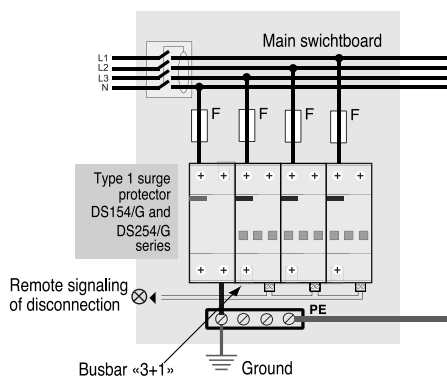 Main swichtboard
L1
L2
L3
N
F
F
F
F
Type 1 surge
protector
DS154/G and
DS254/G
series
Remote signaling
of disconnection
PE
Busbar «3+1»
Ground